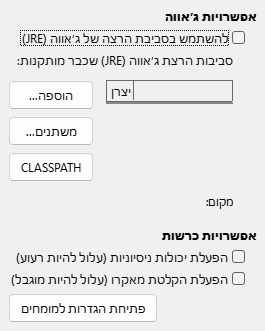 אפשרויות ג׳אווה
להשתמש בסביבת הרצה של ג׳אווה (JRE)
סביבות הרצת ג׳אווה (JRE) שכבר מותקנות:
יצרן
הוספה...
משתנים...
CLASSPATH
מקום:
אפשרויות כרשות
הפעלת יכולות ניסיוניות (עלול להיות רעוע)
הפעלת הקלטת מאקרו (עלול להיות מוגבל)
פתיחת הגדרות למומחים